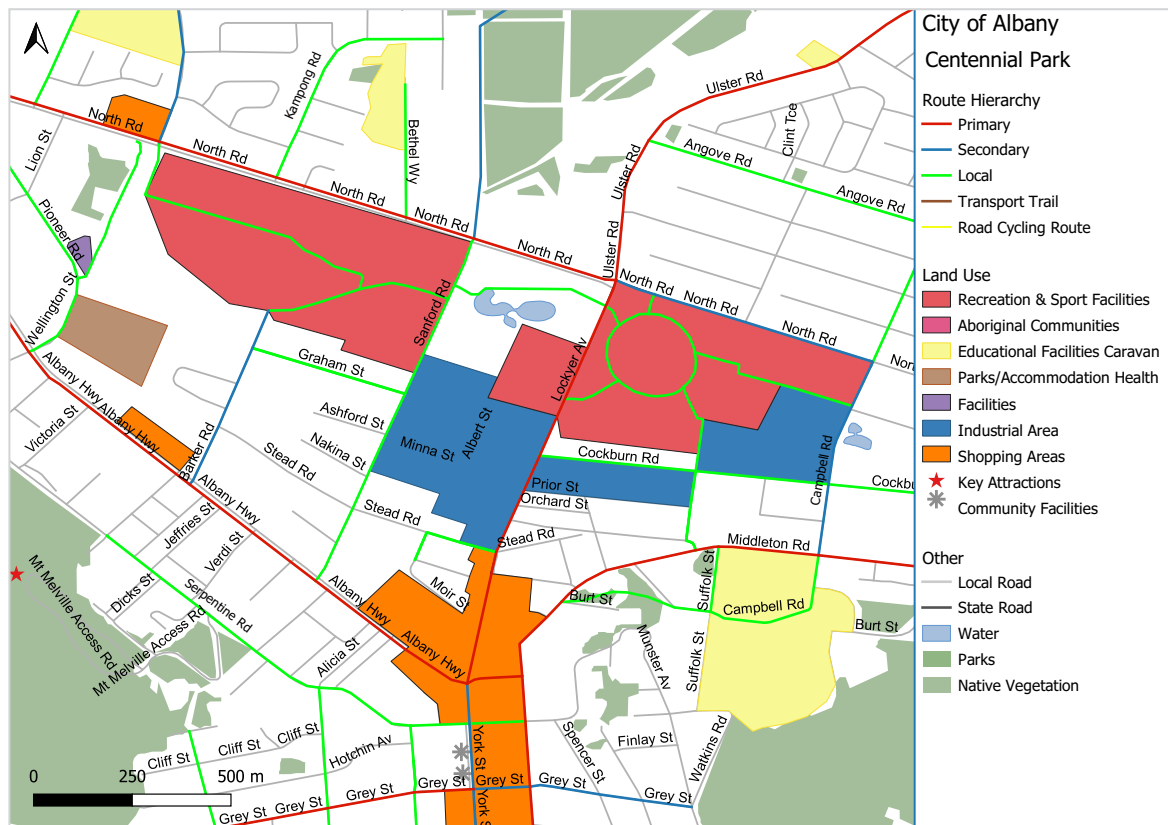 City of Albany
Centennial Park
Route Hierarchy
Primary
Secondary
Local
Transport Trail
Road Cycling Route
Land Use
Recreation & Sport Facilities
Aboriginal Communities
Educational Facilities Caravan
Parks/Accommodation Health
Facilities
Industrial Area
Shopping Areas
Key Attractions
Community Facilities
Other
Local Road
State Road
Water
Parks
Native Vegetation
Ulster Rd
Kampong Rd
North Rd
Lion St
Bethel Wy
Clint Tce
Angove Rd
North Rd
Ulster Rd
Angove Rd
North Rd
Pioneer Rd
North Rd
Ulster Rd
North Rd
North Rd
North Rd
Wellington St
Sanford Rd
North Rd
Nor
Albany Hwy
Graham St
Lockyer Av
Albany Hwy
Victoria St
Ashford St
Albert St
Barker Rd
Nakina St
Minna St
Stead Rd
Cockburn Rd
Campbell Rd
Cockbu
Prior St
Albany Hwy
Orchard St
Jeffries St
Stead Rd
Stead Rd
Middleton Rd
Verdi St
Mt Melville Access Rd
Dicks St
Serpentine Rd
Albany Hwy
Moir St
Burt St
Suffolk St
Campbell Rd
Burt St
Mt Melville Access Rd
Alicia St
Albany Hwy
Munster Av
Suffolk St
Cliff St
Cliff St
Cliff St
Hotchin Av
York St
Spencer St
Finlay St
Watkins Rd
0 250 500 m
Grey St
Grey St
Grey St
Grey St
Grey St
Grey St
York S